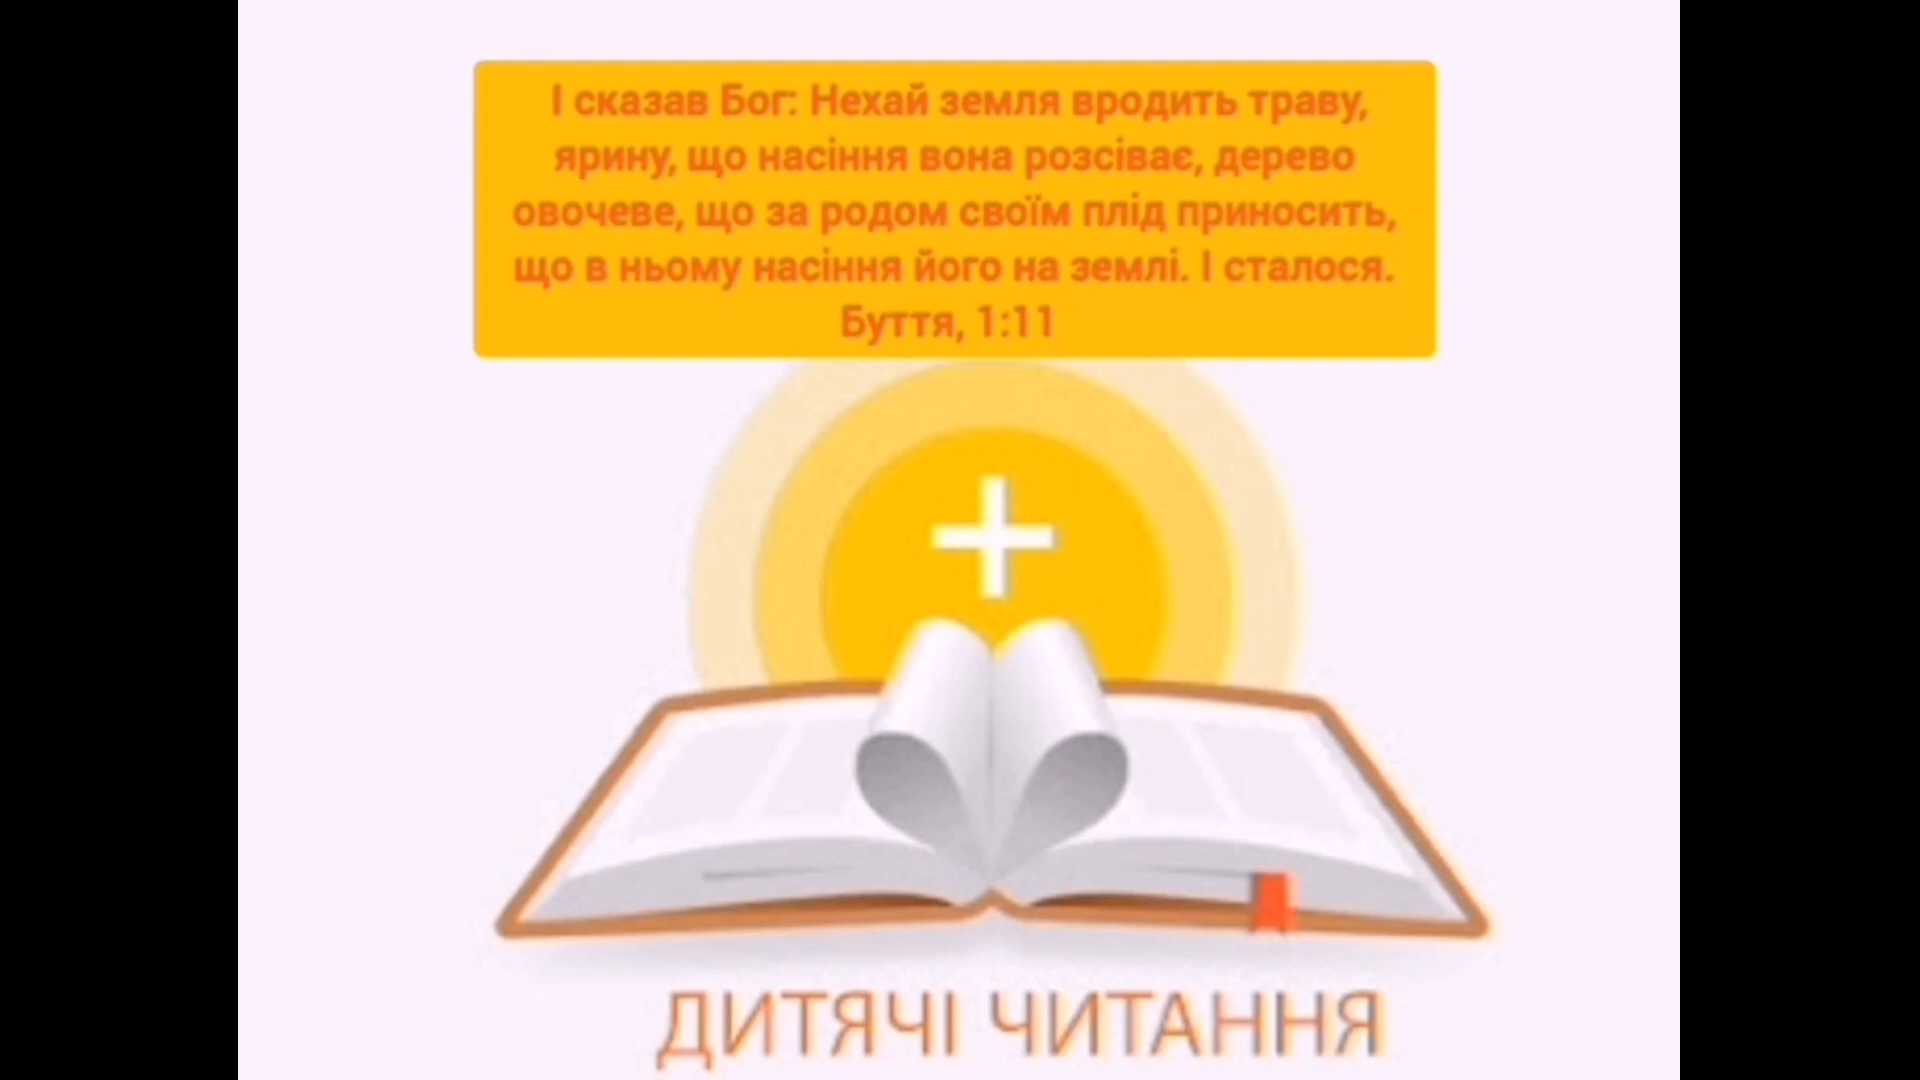 І сказав Бог: Нехай земля вродить траву,
ярину, що насіння вона розсіває, дерево
овочеве, що за родом своїм плід приносить,
що в ньому насіння його на землі. І сталося.
Буття, 1:11
ДИТЯЧІ ЧИТАННЯ